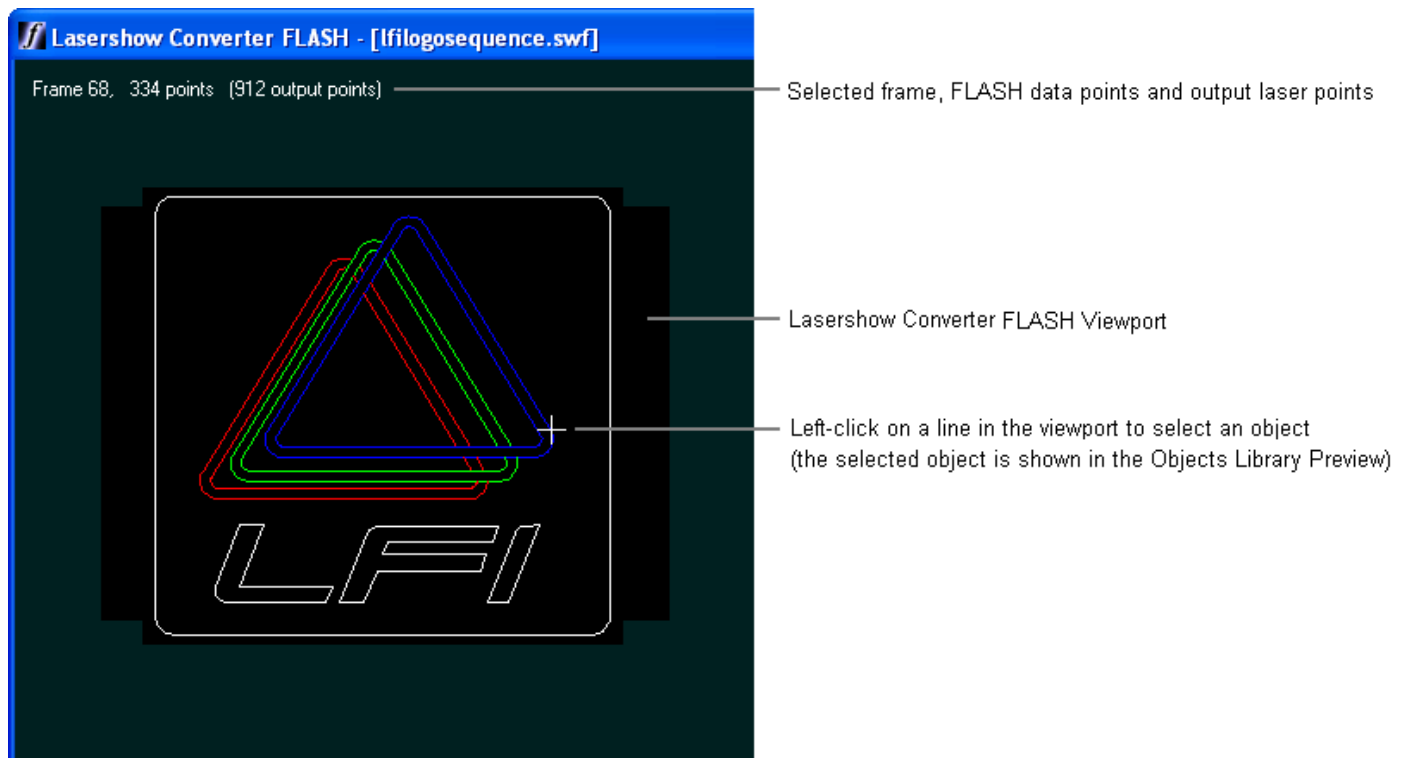 Lasershow Converter FLASH - [lfilogosequence.swf]
Frame 68, 334 points (912 output points)
Selected frame, FLASH data points and output laser points
Lasershow Converter FLASH Viewport
Left-click on a line in the viewport to select an object
(the selected object is shown in the Objects Library Preview)
LFI